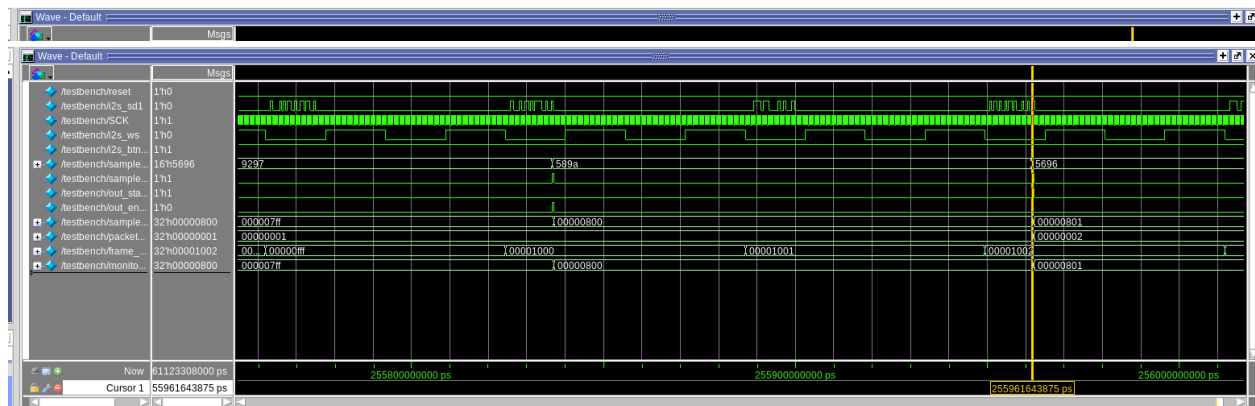 Wave - Default
Msgs
Wave - Default
Msgs
/testbench/reset 1'h0
/testbench/i2s_sd1 1'h0
/testbench/SCK 1'h1
/testbench/i2s_ws 1'h0
/testbench/i2s_btn... 1'h1
/testbench/sample... 16'h5696 9297 589a 5696
/testbench/sample... 1'h1
/testbench/out_sta... 1'h1
/testbench/out_en... 1'h0
/testbench/sample... 32'h00000800 000007ff 00000800 00000801
/testbench/packet... 32'h00000001 00000001 00000002
/testbench/frame_... 32'h00001002 00... 00000fff 00001000 00001001 00001002
/testbench/monito... 32'h00000800 000007ff 00000800 00000801
Now 61123308000 ps 255800000000 ps 255900000000 ps 256000000000 ps
Cursor 1 55961643875 ps 255961643875 ps